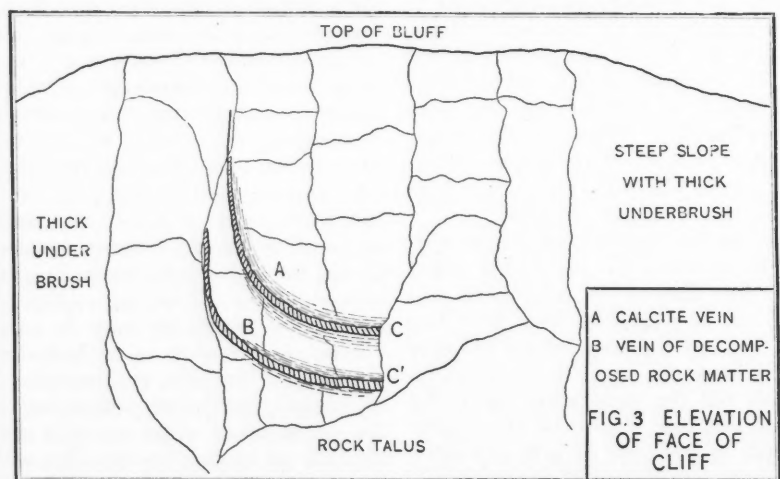 TOP OF BLUFF
STEEP SLOPE
WITH THICK
UNDERBRUSH
THICK
UNDER
BRUSH
A
B
C
C'
A CALCITE VEIN
B VEIN OF DECOMP-
OSED ROCK MATTER
FIG. 3 ELEVATION
OF FACE OF
CLIFF
ROCK TALUS